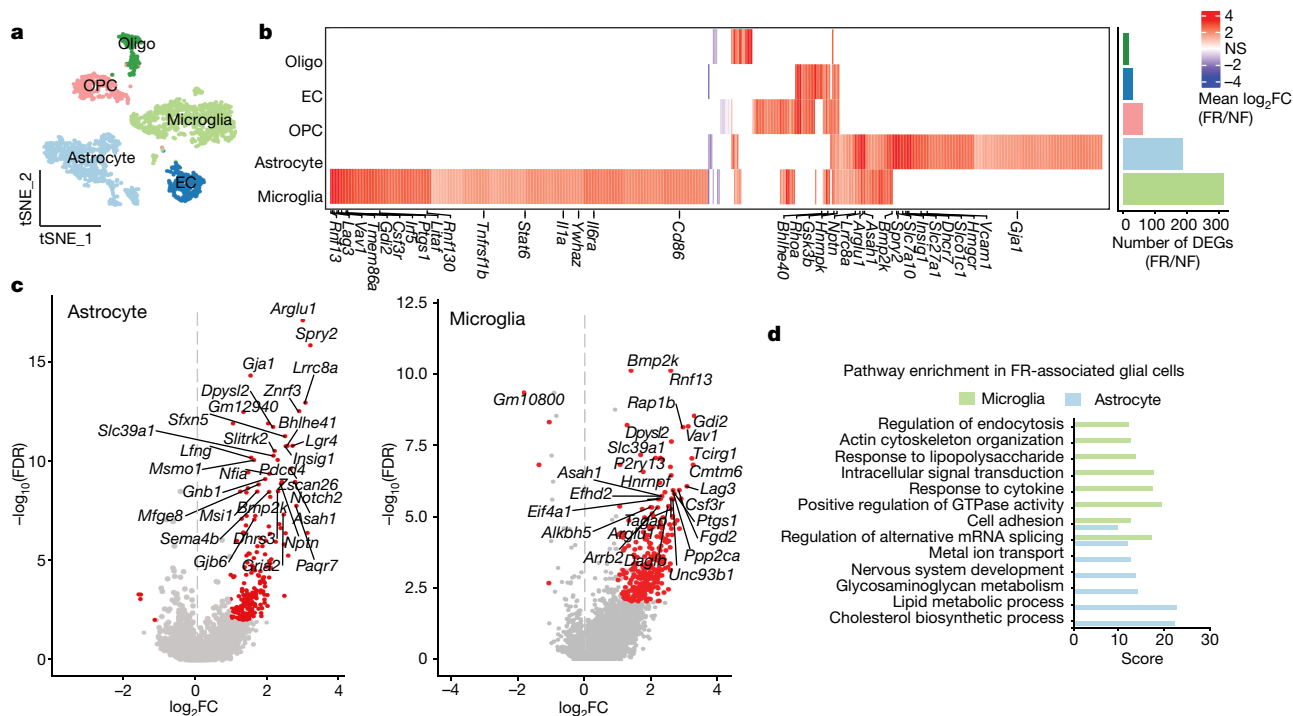 a
Oligo
OPC
Microglia
Astrocyte
EC
tSNE_2
tSNE_1
b
Oligo
EC
OPC
Astrocyte
Microglia
Rnf13
Lag3
Vav1
Tmem86a
Gdi2
Csf3r
Irf5
Ptgs1
Litaf
Rnf130
Tnfrsf1b
Stat6
Il1a
Ywhaz
Il6ra
Cd86
Bhlhe40
Rhoa
Gsk3b
Hnrnpk
Nptn
Lrrc8a
Arglu1
Asah1
Bmp2k
Spry2
Slc7a10
Insrig1
Slc27a1
Dhcr7
Slco1c1
Hmgcr
Vcam1
Gja1
0 100 200 300
Number of DEGs
(FR/NF)
4
2
NS
−2
−4
Mean log2FC
(FR/NF)
c
Astrocyte
Arglu1
Spry2
Gja1
Lrrc8a
Dpysl2
Znrf3
Gm12940
Sfxn5
Bhlhe41
Slc39a1
Slitrk2
Lgr4
Lfng
Insig1
Msmo1
Nfia
Pdcd4
Zscan26
Gnb1
Notch2
Mfge8
Msi1
Bmp2k
Asah1
Sema4b
Dhrs3
Nptn
Gjb6
Gria2
Paqr7
−log10(FDR)
15
10
5
0
−2 0 2 4
log2FC
Microglia
Bmp2k
Rnf13
Gm10800
Rap1b
Gdi2
Dpysl2
Vav1
Slc39a1
Tcirg1
P2ry13
Cmtm6
Asah1
Hnrnpf
Lag3
Efhd2
Csf3r
Eif4a1
Tagap
Ptgs1
Alkbh5
Arglu1
Fgd2
Arrb2
Daglb
Ppp2ca
Unc93b1
−log10(FDR)
12.5
10.0
7.5
5.0
2.5
0
−4 −2 0 2 4
log2FC
d
Pathway enrichment in FR-associated glial cells
Microglia Astrocyte
Regulation of endocytosis
Actin cytoskeleton organization
Response to lipopolysaccharide
Intracellular signal transduction
Response to cytokine
Positive regulation of GTPase activity
Cell adhesion
Regulation of alternative mRNA splicing
Metal ion transport
Nervous system development
Glycosaminoglycan metabolism
Lipid metabolic process
Cholesterol biosynthetic process
0 10 20 30
Score